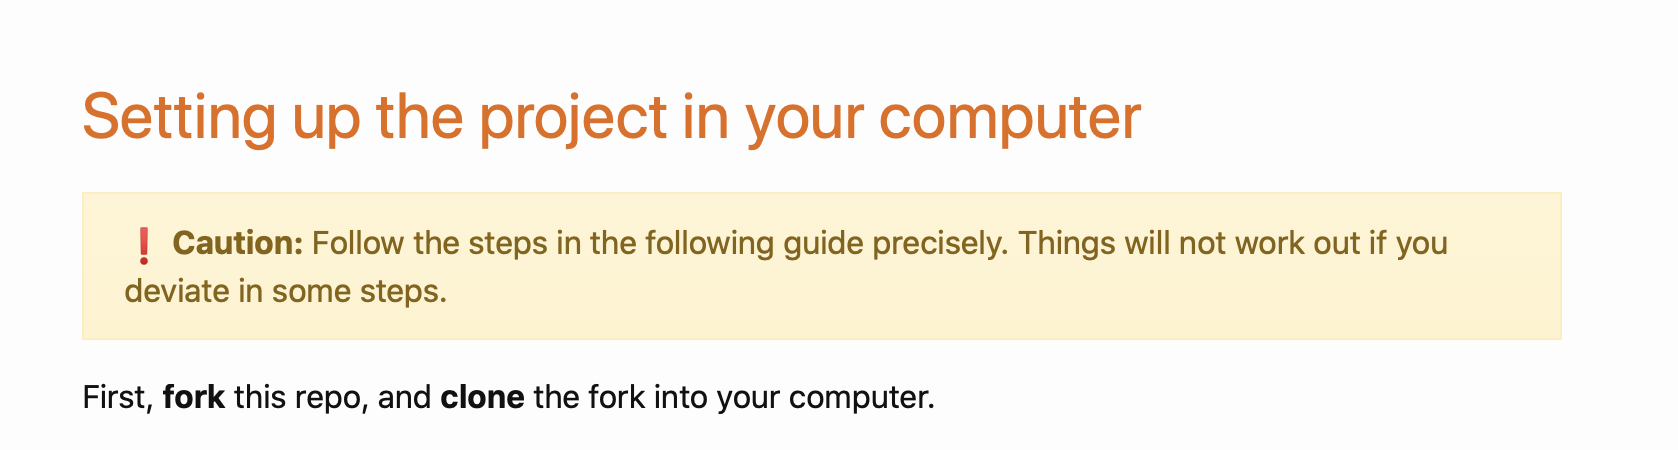 Setting up the project in your computer
❗ Caution: Follow the steps in the following guide precisely. Things will not work out if you
deviate in some steps.
First, fork this repo, and clone the fork into your computer.